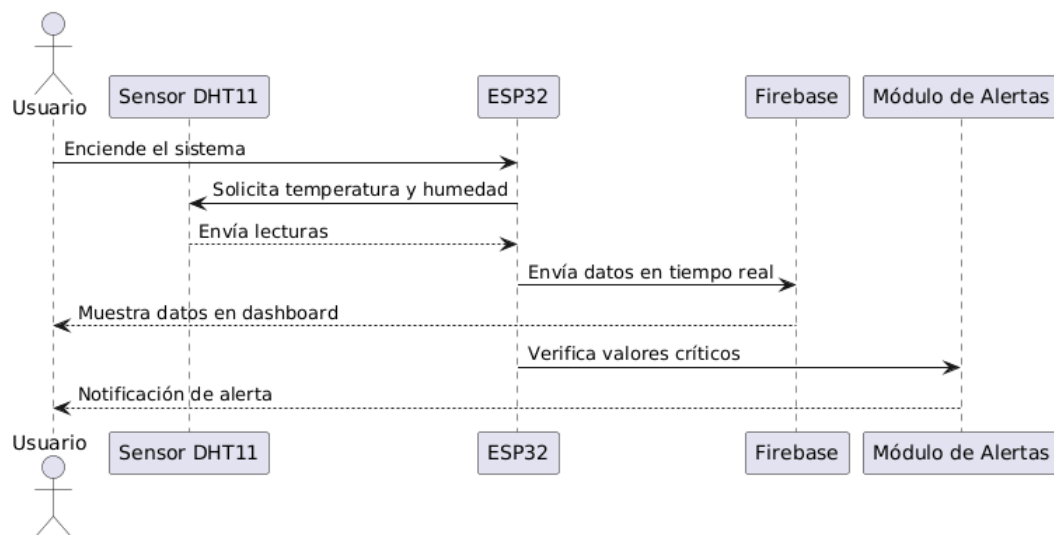 Usuario
Sensor DHT11
ESP32
Firebase
Módulo de Alertas
Enciende el sistema
Solicita temperatura y humedad
Envía lecturas
Envía datos en tiempo real
Muestra datos en dashboard
Verifica valores críticos
Notificación de alerta
Usuario
Sensor DHT11
ESP32
Firebase
Módulo de Alertas